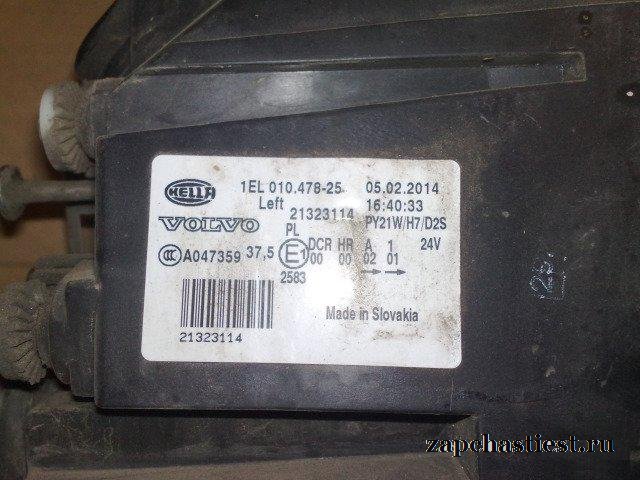 HELLA 1EL 010.478-25 05.02.2014
Left 16:40:33
VOLVO 21323114 PY21W/H7/D2S
PL DCR HR A 1 24V
CCC A047359 37,5 E1 00 00 02 01
2583
21323114
Made in Slovakia
zapchastiest.ru